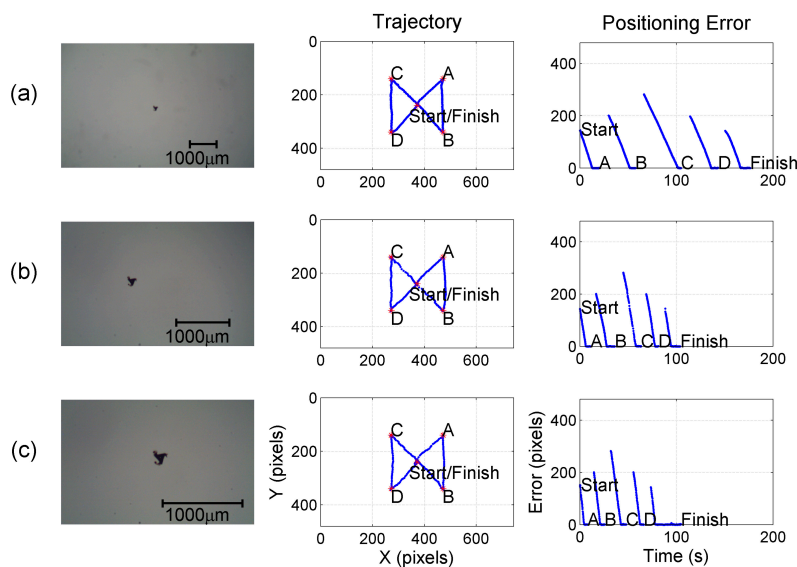 Trajectory
Positioning Error
(a)
1000μm
0
200
400
0 200 400 600
C A
Start/Finish
D B
400
200
0
0 100 200
Start
A B C D Finish
(b)
1000μm
0
200
400
0 200 400 600
C A
Start/Finish
D B
400
200
0
0 100 200
Start
A B C D Finish
(c)
1000μm
Y (pixels)
0
200
400
0 200 400 600
X (pixels)
C A
Start/Finish
D B
Error (pixels)
400
200
0
0 100 200
Time (s)
Start
A B C D Finish